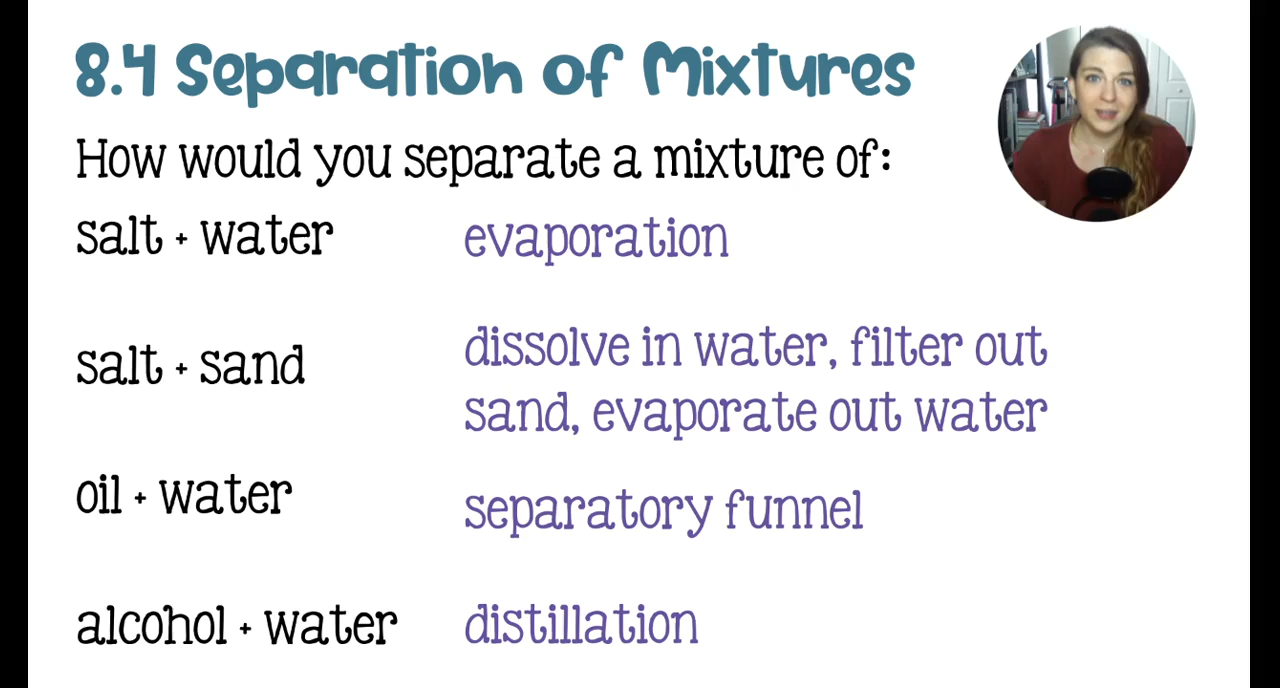 8.4 Separation of Mixtures
How would you separate a mixture of:
salt + water evaporation
salt + sand dissolve in water, filter out
sand, evaporate out water
oil + water separatory funnel
alcohol + water distillation